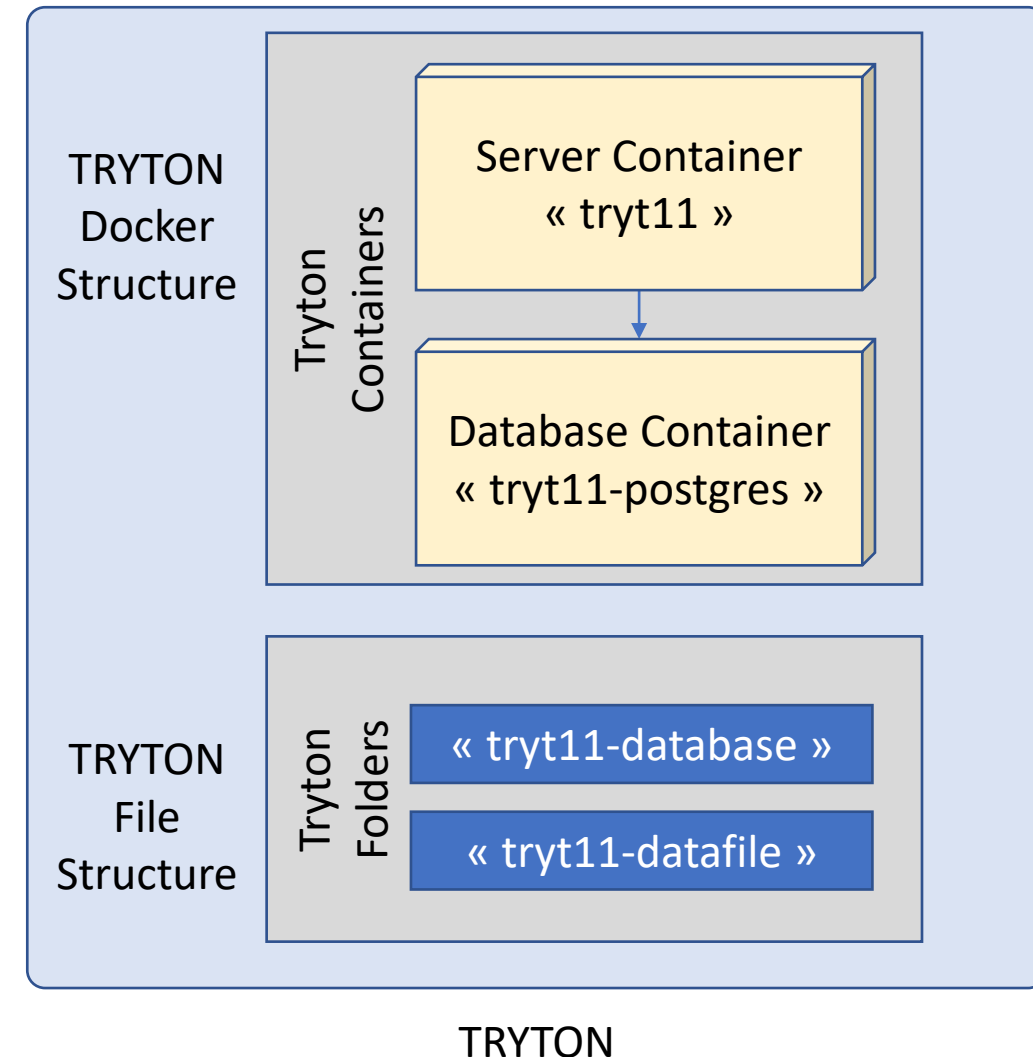 TRYTON
Docker
Structure
Tryton
Containers
Server Container
« tryt11 »
Database Container
« tryt11-postgres »
TRYTON
File
Structure
Tryton
Folders
« tryt11-database »
« tryt11-datafile »
TRYTON